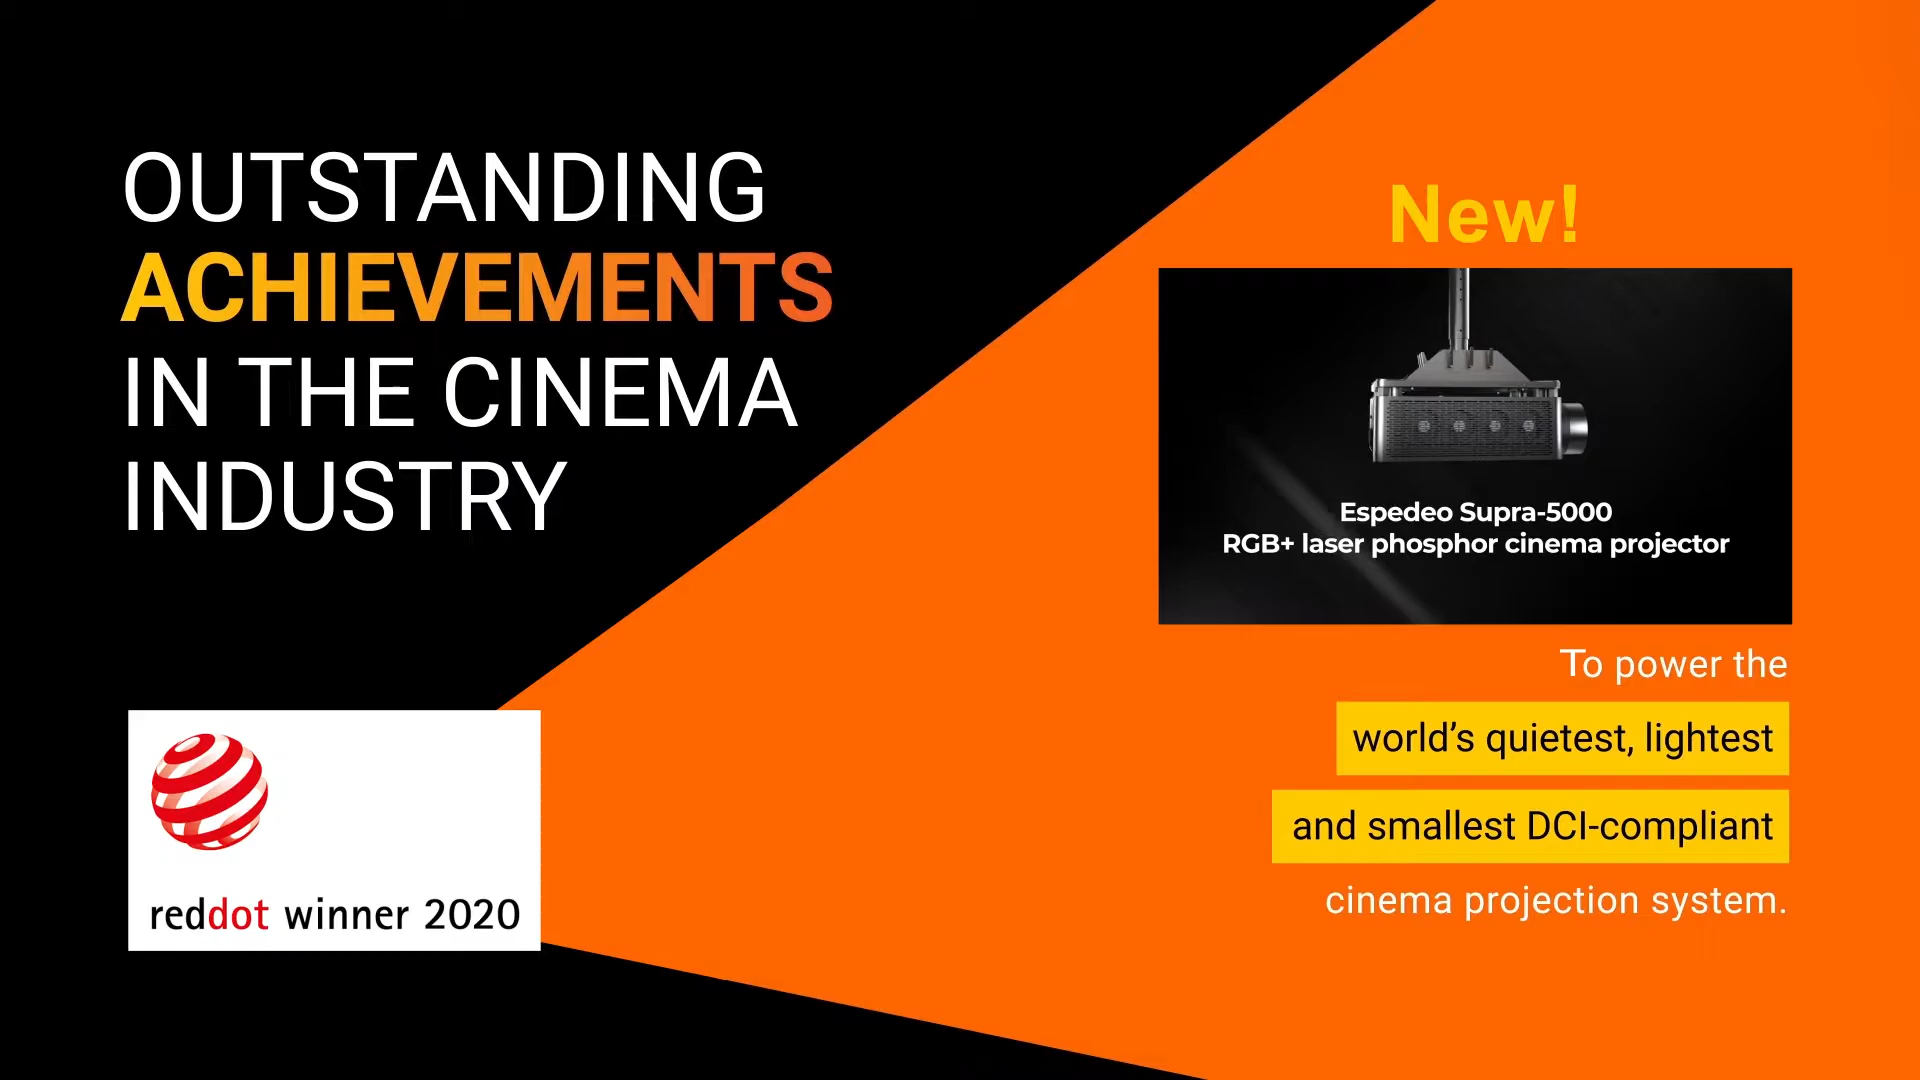 OUTSTANDING
ACHIEVEMENTS
IN THE CINEMA
INDUSTRY
reddot winner 2020
New!
Espedeo Supra-5000
RGB+ laser phosphor cinema projector
To power the
world’s quietest, lightest
and smallest DCI-compliant
cinema projection system.